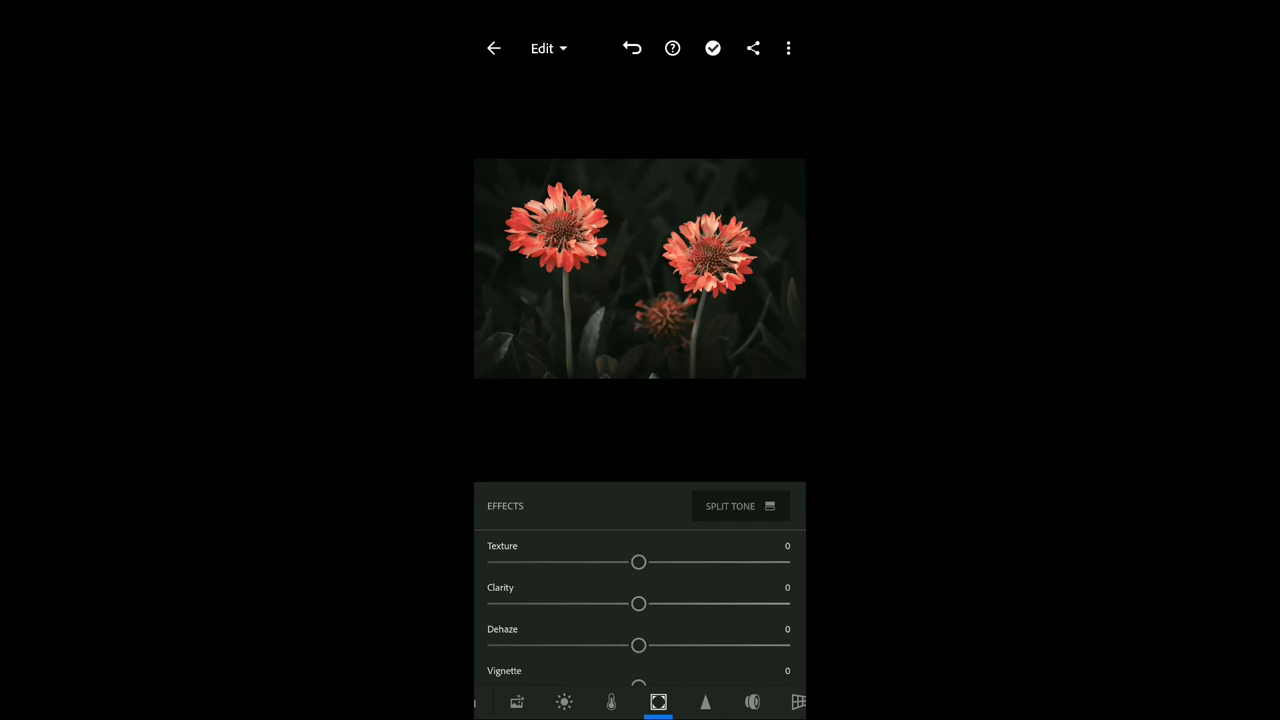 Edit
EFFECTS
SPLIT TONE
Texture 0
Clarity 0
Dehaze 0
Vignette 0